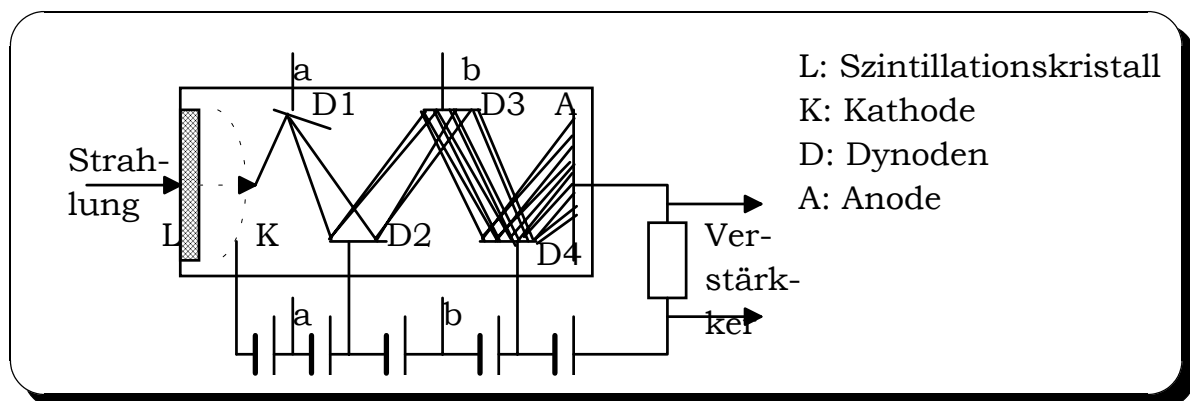 a
b
D1
D3
A
Strah-
lung
L
K
D2
D4
a
b
Ver-
stärk-
ker
L: Szintillationskristall
K: Kathode
D: Dynoden
A: Anode